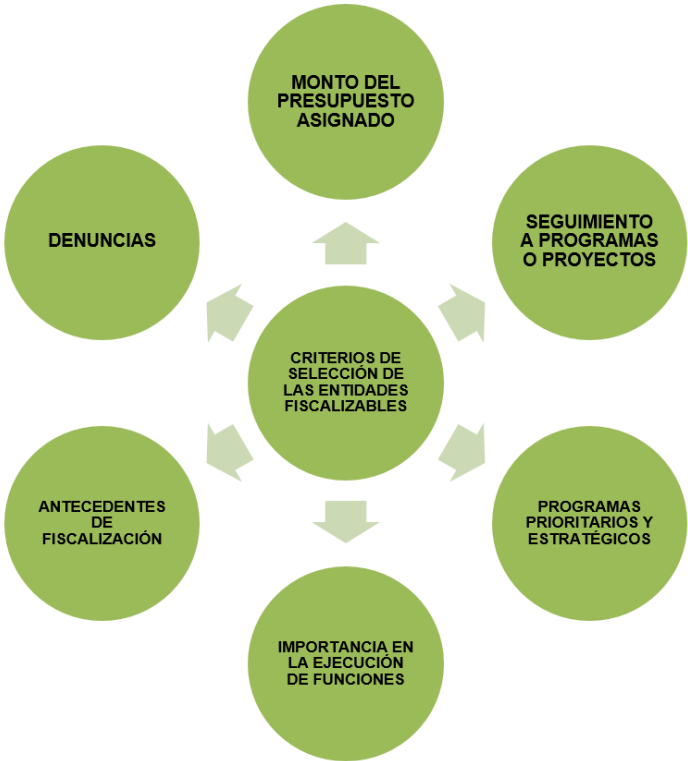 MONTO DEL
PRESUPUESTO
ASIGNADO
SEGUIMIENTO
A PROGRAMAS
O PROYECTOS
PROGRAMAS
PRIORITARIOS Y
ESTRATÉGICOS
IMPORTANCIA EN
LA EJECUCIÓN
DE FUNCIONES
ANTECEDENTES
DE
FISCALIZACIÓN
DENUNCIAS
CRITERIOS DE
SELECCIÓN DE
LAS ENTIDADES
FISCALIZABLES